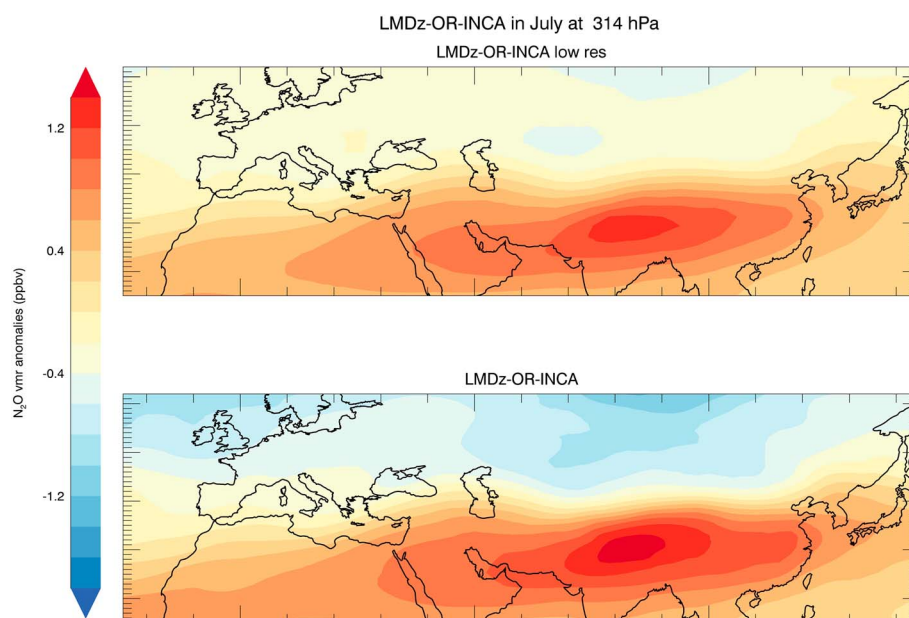 LMDz-OR-INCA in July at 314 hPa
LMDz-OR-INCA low res
1.2
0.4
-0.4
-1.2
N₂O vmr anomalies (ppbv)
LMDz-OR-INCA